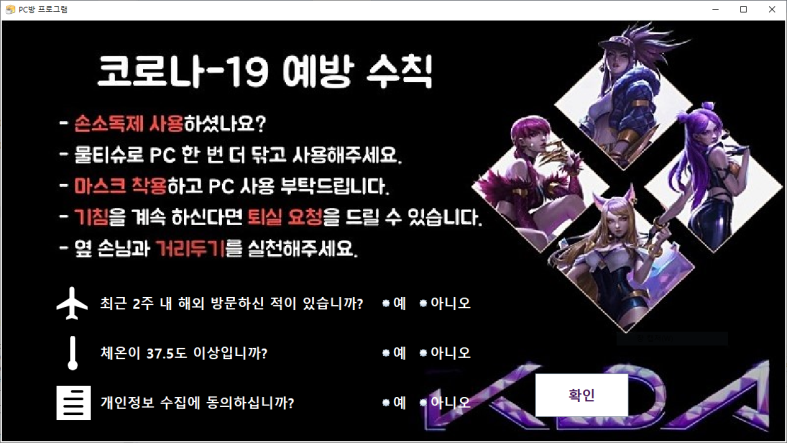 PC방 프로그램
코로나-19 예방 수칙
- 손소독제 사용하셨나요?
- 물티슈로 PC 한 번 더 닦고 사용해주세요.
- 마스크 착용하고 PC 사용 부탁드립니다.
- 기침을 계속 하신다면 퇴실 요청을 드릴 수 있습니다.
- 옆 손님과 거리두기를 실천해주세요.
최근 2주 내 해외 방문하신 적이 있습니까? 예 아니오
체온이 37.5도 이상입니까? 예 아니오
개인정보 수집에 동의하십니까? 예 아니오
K/DA
확인